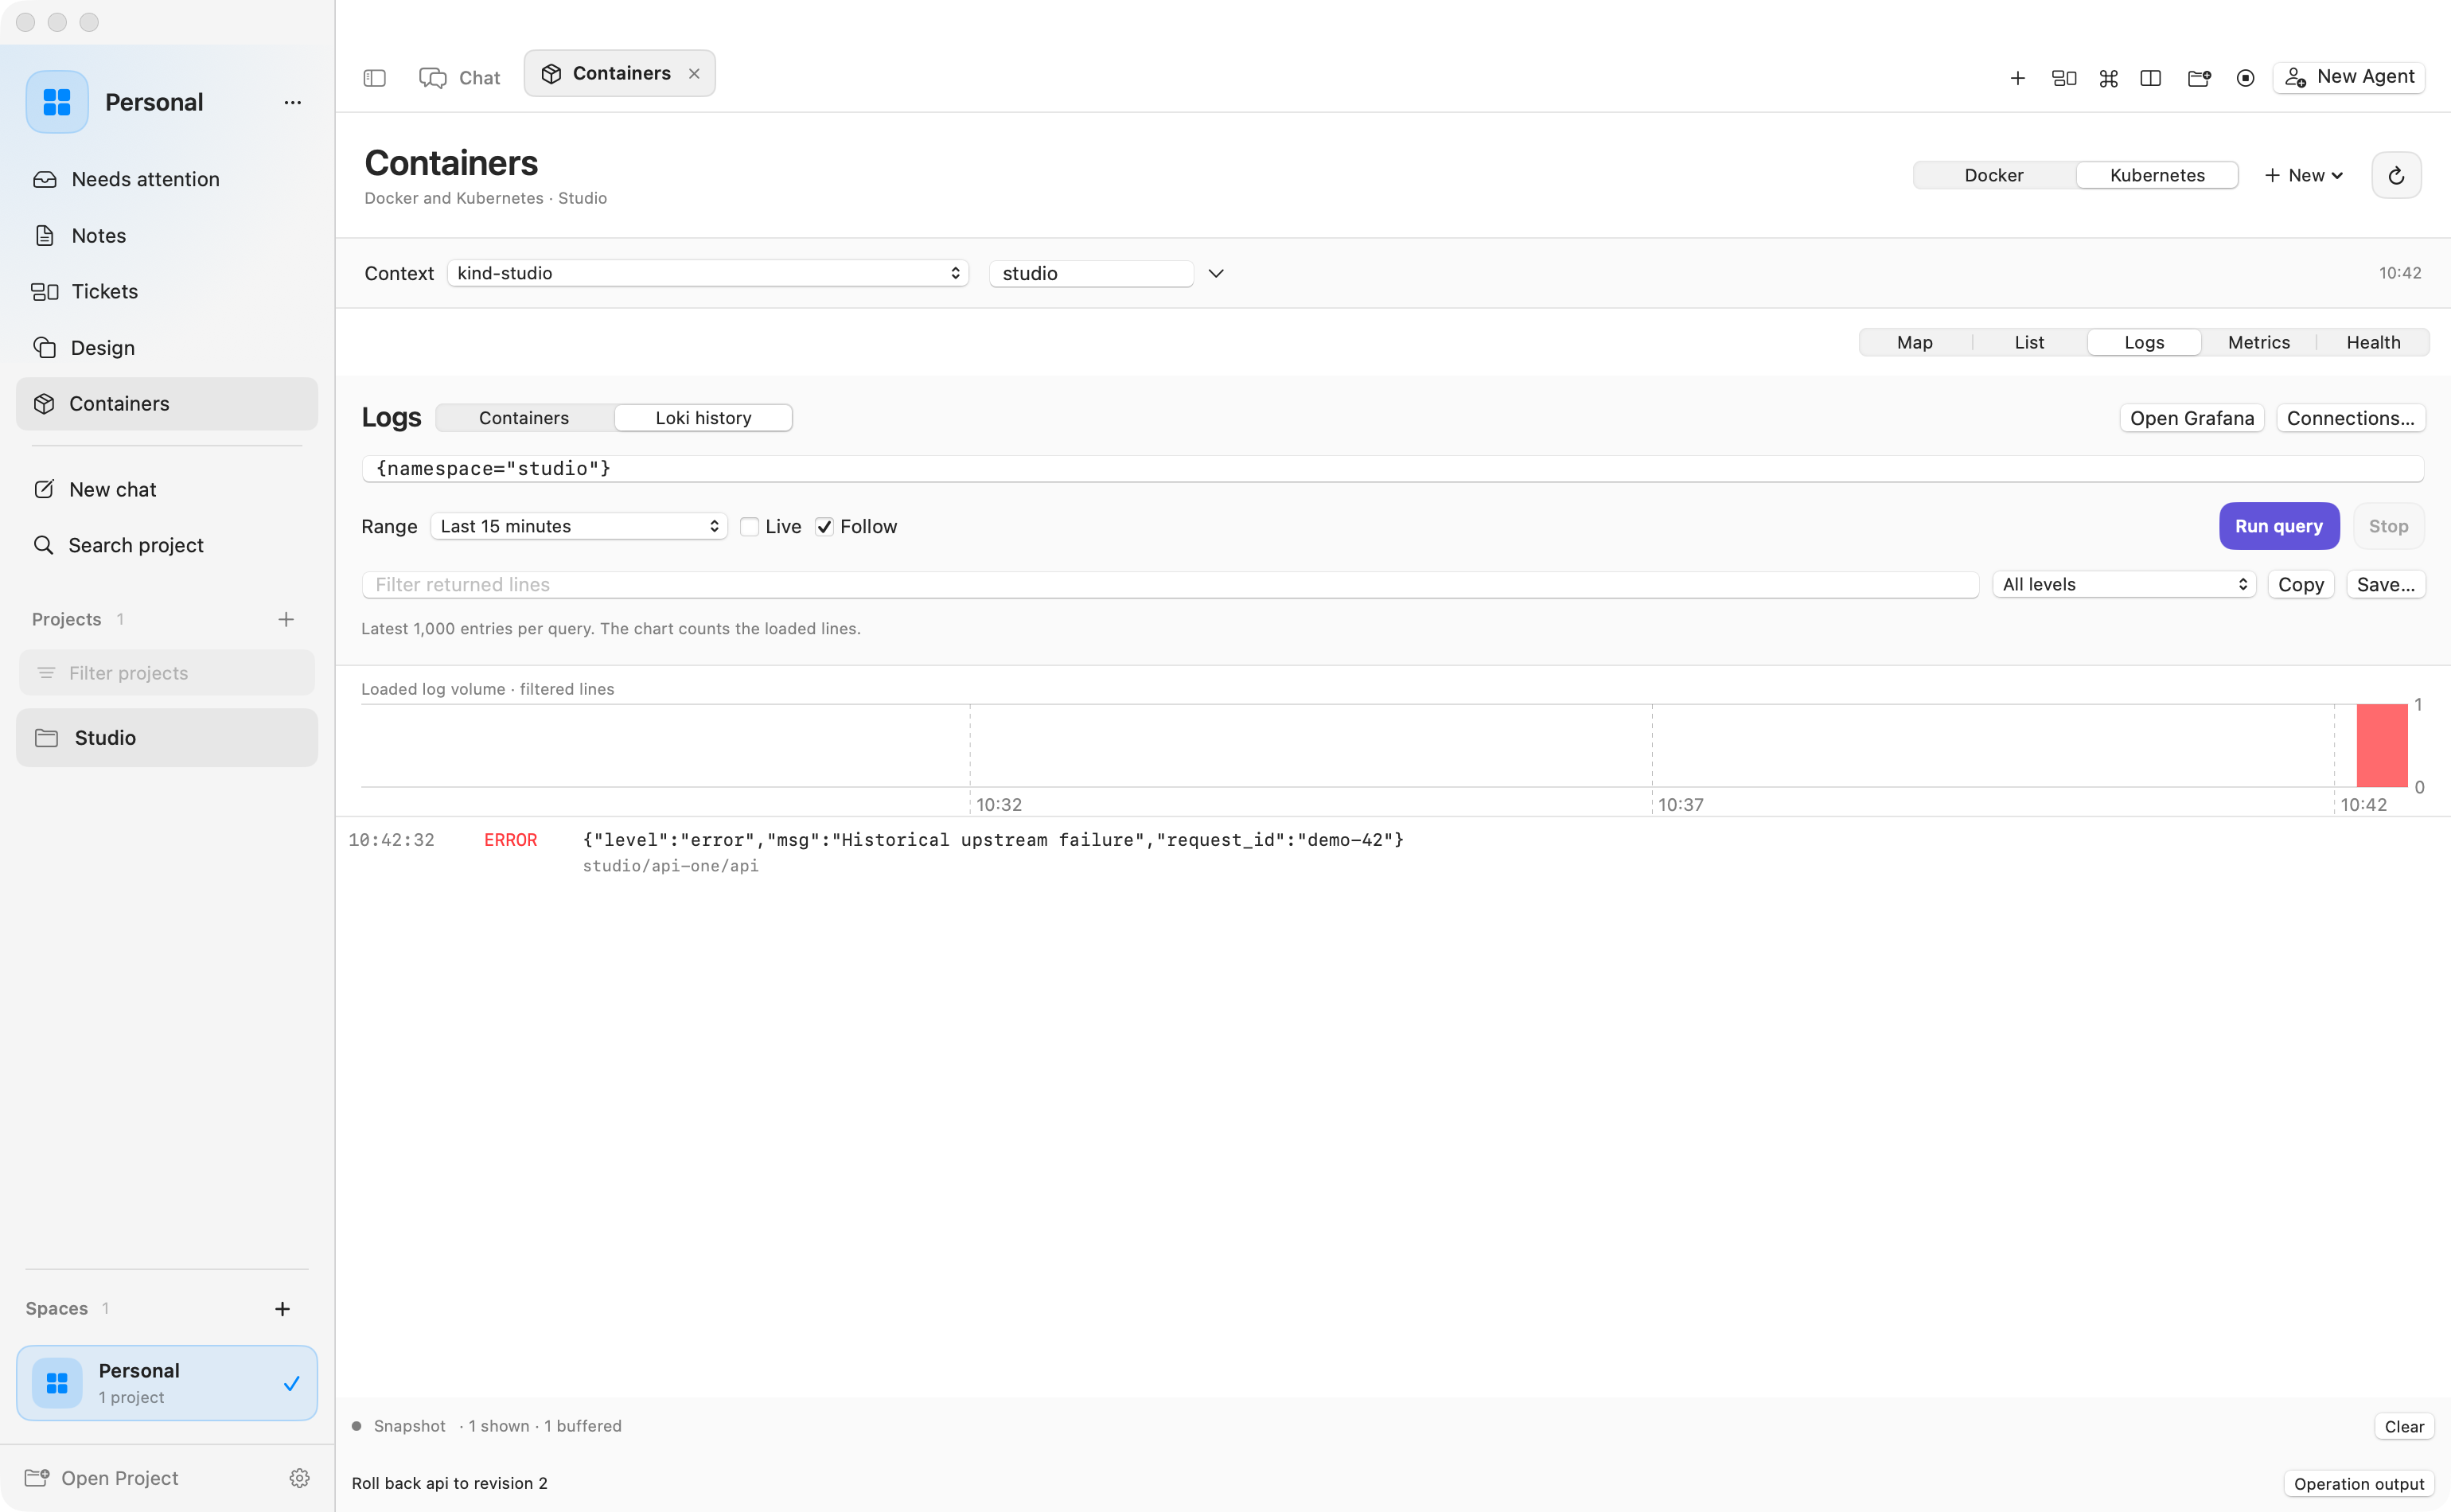 Personal
Needs attention
Notes
Tickets
Design
Containers
New chat
Search project
Projects 1
Filter projects
Studio
Spaces 1
Personal
1 project
Open Project
Chat
Containers
New Agent
Containers
Docker and Kubernetes · Studio
Docker
Kubernetes
New
Context
kind-studio
studio
10:42
Map
List
Logs
Metrics
Health
Logs
Containers
Loki history
Open Grafana
Connections...
{namespace="studio"}
Range
Last 15 minutes
Live
Follow
Run query
Stop
Filter returned lines
All levels
Copy
Save...
Latest 1,000 entries per query. The chart counts the loaded lines.
Loaded log volume · filtered lines
1
0
10:32
10:37
10:42
10:42:32 ERROR {"level":"error","msg":"Historical upstream failure","request_id":"demo-42"}
studio/api-one/api
Snapshot · 1 shown · 1 buffered
Clear
Roll back api to revision 2
Operation output